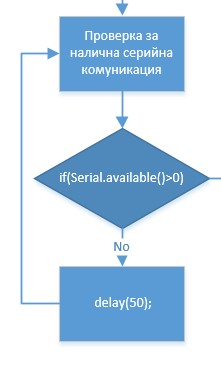 Проверка за
налична серийна
комуникация
if(Serial.available()>0)
No
delay(50);